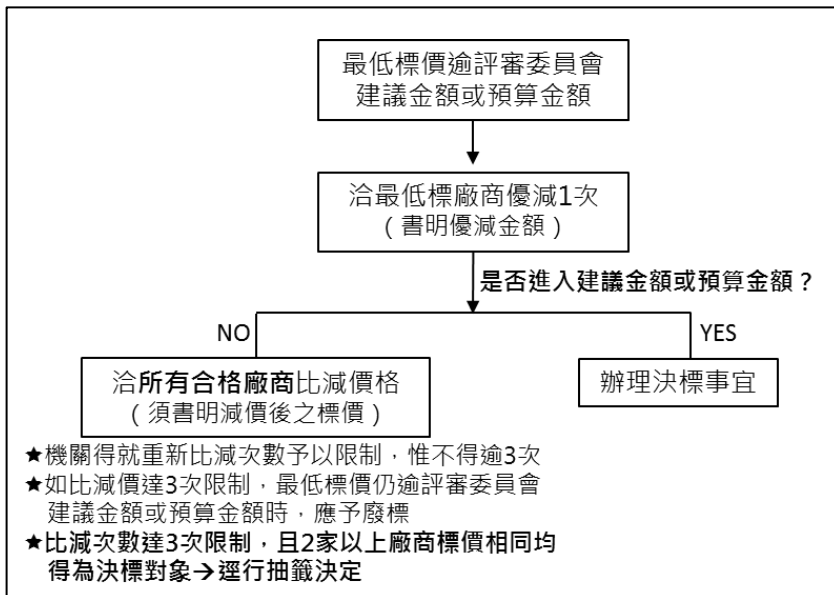 最低標價逾評審委員會
建議金額或預算金額
洽最低標廠商優減1次
（書明優減金額）
是否進入建議金額或預算金額？
NO
YES
洽所有合格廠商比減價格
（須書明減價後之標價）
辦理決標事宜
★機關得就重新比減次數予以限制，惟不得逾3次
★如比減價達3次限制，最低標價仍逾評審委員會
建議金額或預算金額時，應予廢標
★比減次數達3次限制，且2家以上廠商標價相同均
得為決標對象→逕行抽籤決定